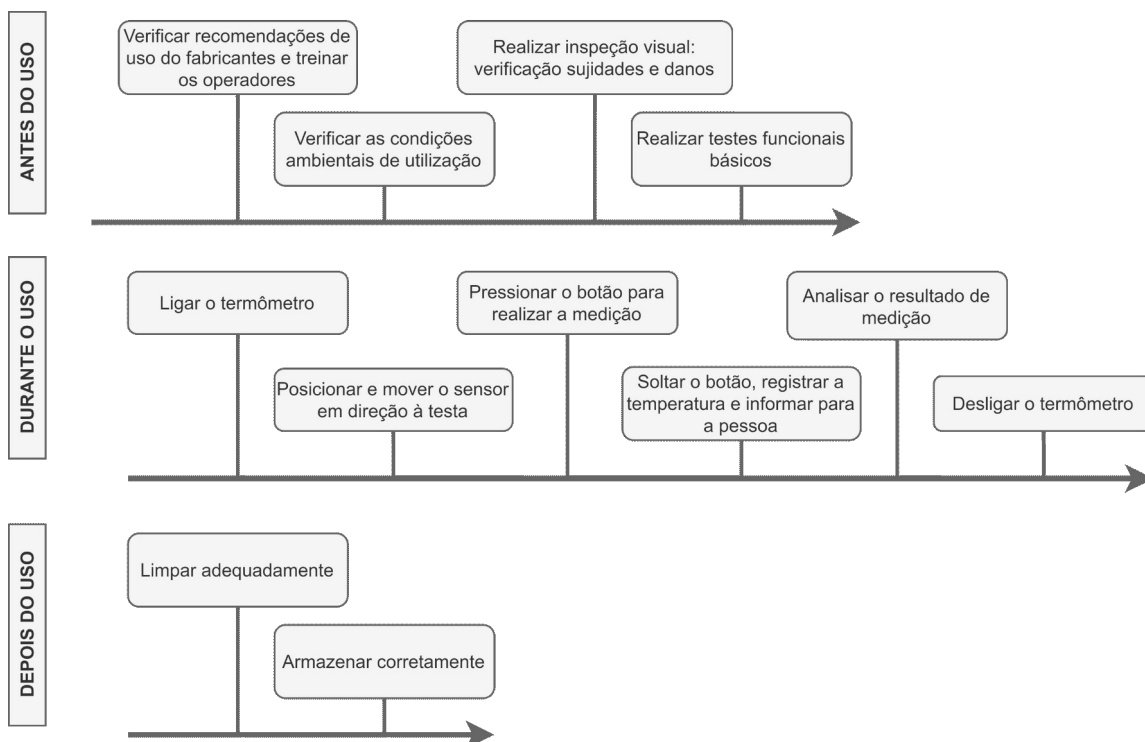 ANTES DO USO
Verificar recomendações de
uso do fabricantes e treinar
os operadores
Verificar as condições
ambientais de utilização
Realizar inspeção visual:
verificação sujidades e danos
Realizar testes funcionais
básicos
DURANTE O USO
Ligar o termômetro
Posicionar e mover o sensor
em direção à testa
Pressionar o botão para
realizar a medição
Soltar o botão, registrar a
temperatura e informar para
a pessoa
Analisar o resultado de
medição
Desligar o termômetro
DEPOIS DO USO
Limpar adequadamente
Armazenar corretamente